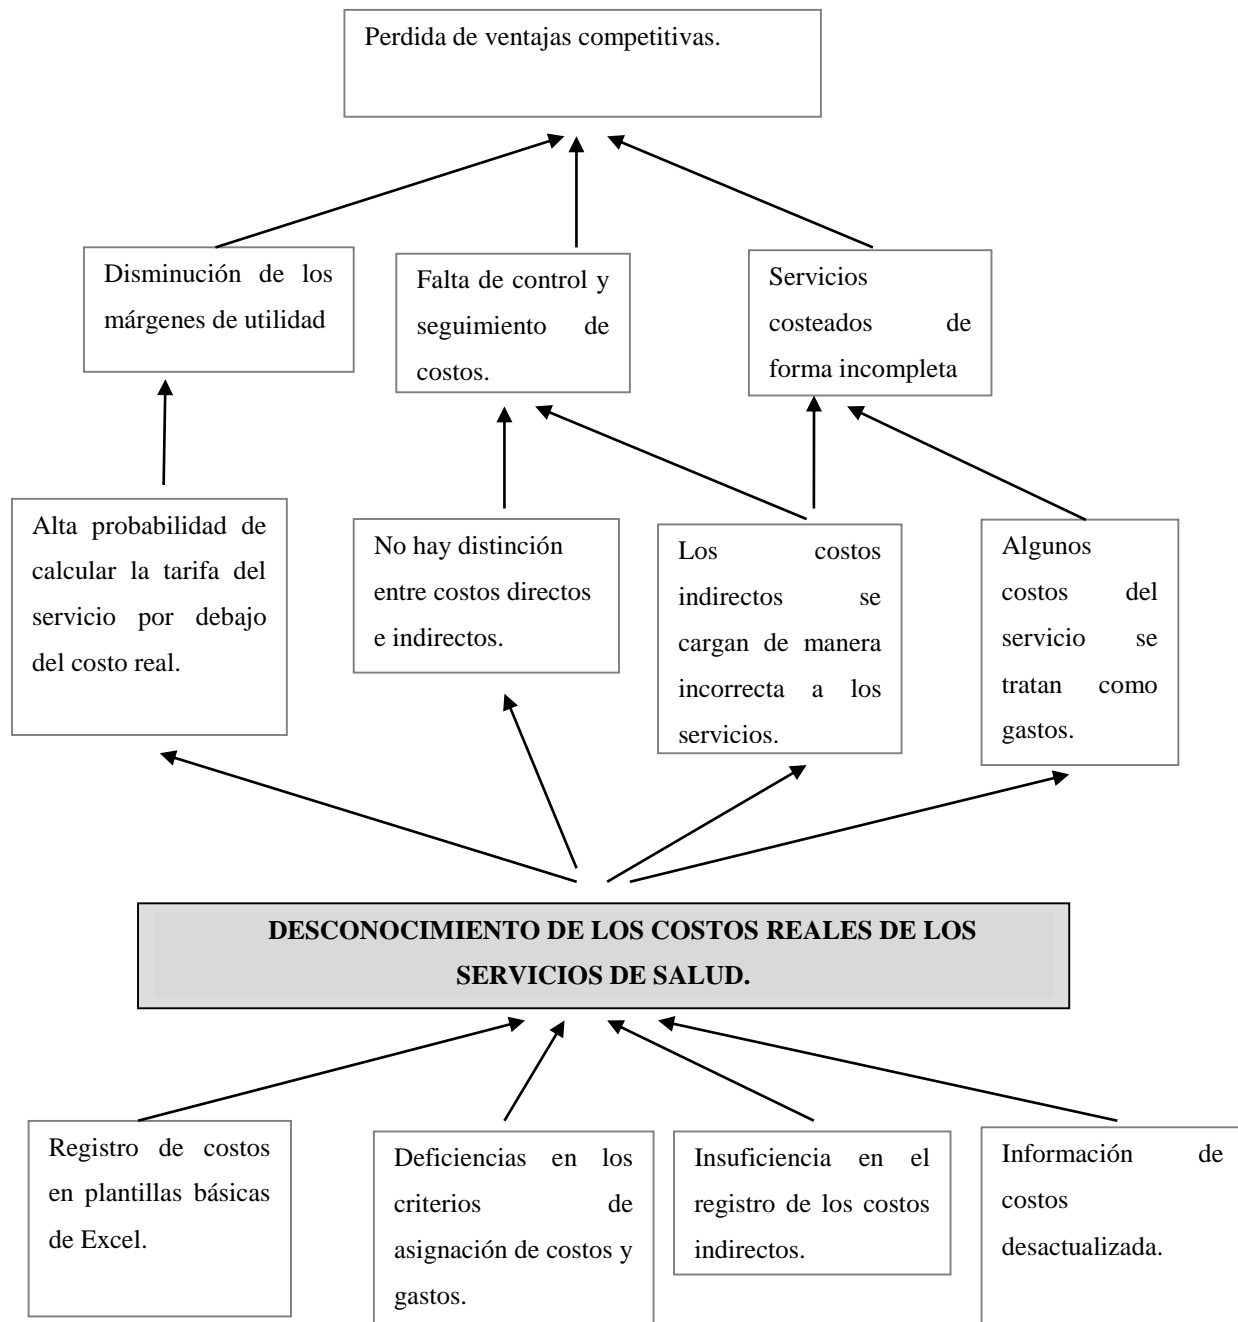 Perdida de ventajas competitivas.
Disminución de los
márgenes de utilidad
Falta de control y
seguimiento de
costos.
Servicios
costeados de
forma incompleta
Alta probabilidad de
calcular la tarifa del
servicio por debajo
del costo real.
No hay distinción
entre costos directos
e indirectos.
Los costos
indirectos se
cargan de manera
incorrecta a los
servicios.
Algunos
costos del
servicio se
tratan como
gastos.
DESCONOCIMIENTO DE LOS COSTOS REALES DE LOS
SERVICIOS DE SALUD.
Registro de costos
en plantillas básicas
de Excel.
Deficiencias en los
criterios de
asignación de costos y
gastos.
Insuficiencia en el
registro de los costos
indirectos.
Información de
costos
desactualizada.